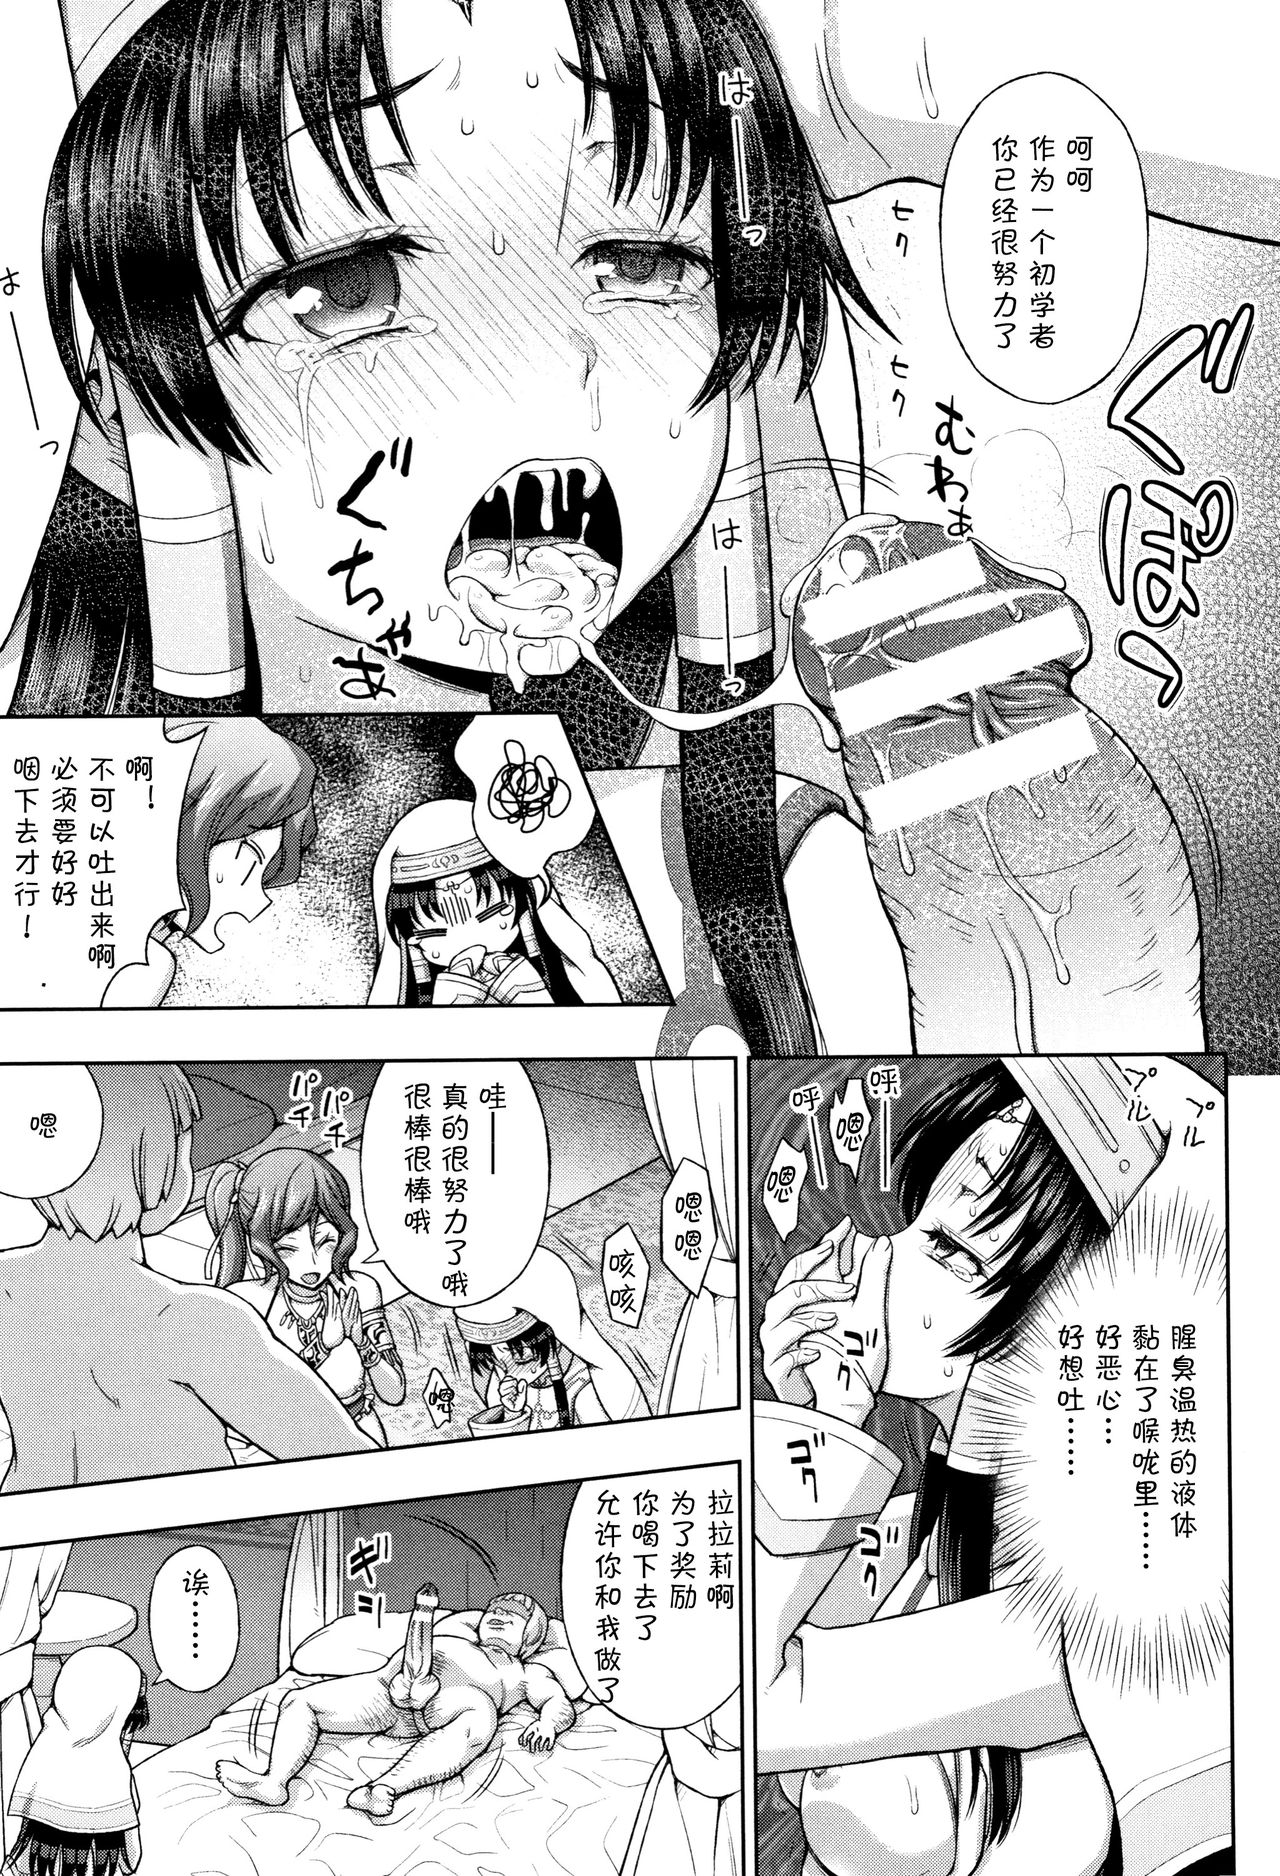 呵呵
作为一个初学者
你已经很努力了
はーーっ
はーーっ
はーーっ
ヒク
ヒク
むわぁ
ぐちゃぁ
啊！
不可以吐出来啊
必须要好好
咽下去才行！
プル
プル
呼——
呼——
嗯
嗯
腥臭温热的液体
黏在了喉咙里……
好恶心…
好想吐……
ゴク
ゴク
哇——
真的很努力了哦
很棒很棒哦
パチ
パチ
嗯
嗯嗯
咳咳
嗯
拉拉莉啊
为了奖励
你喝下去了
允许你和我做了
ギシ
诶……